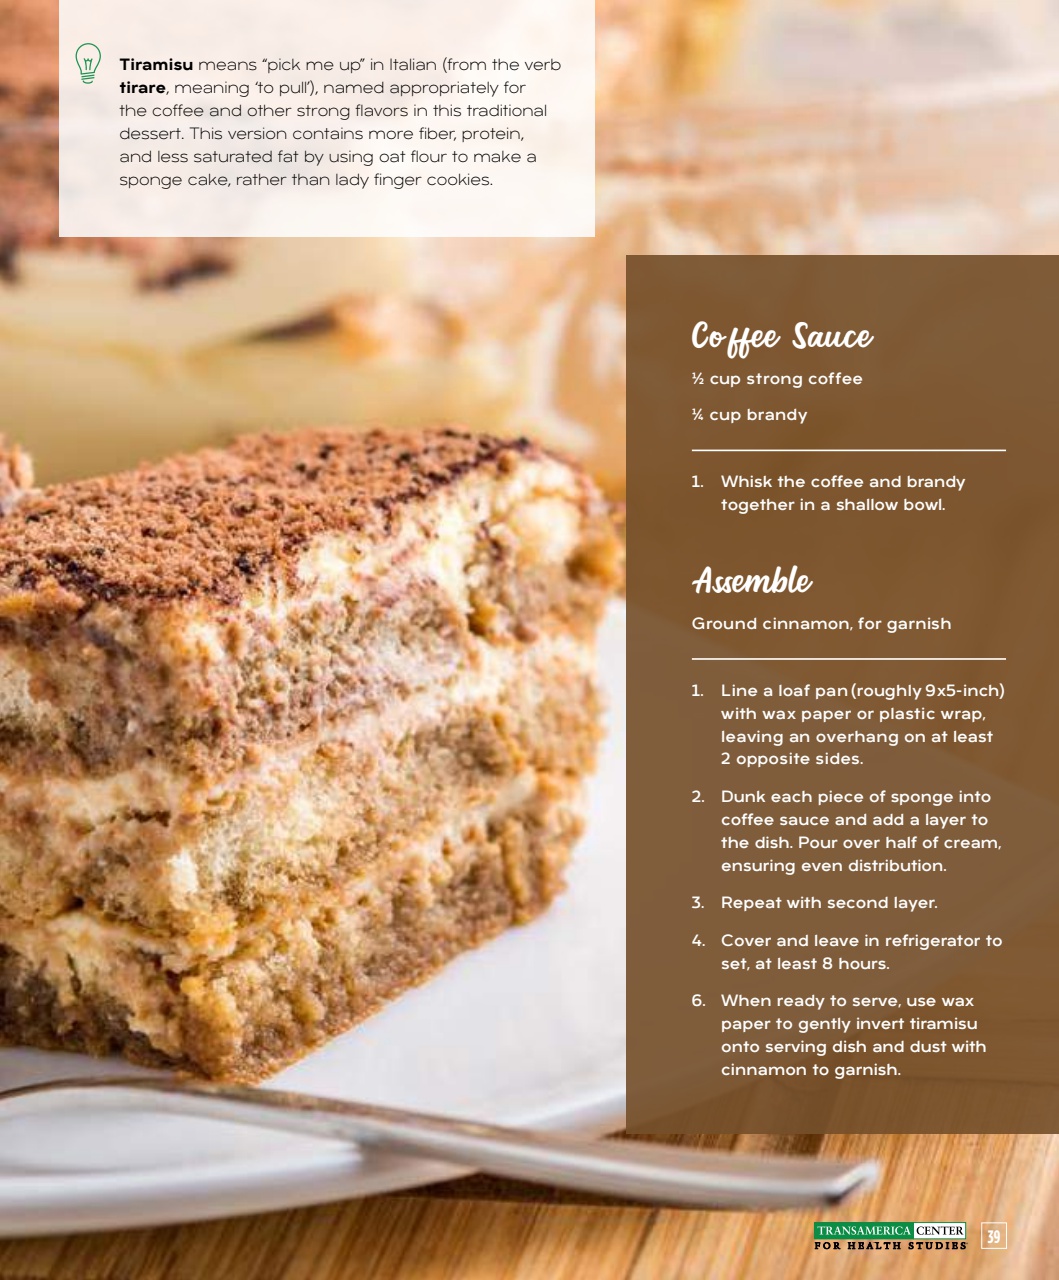 Tiramisu means “pick me up” in Italian (from the verb
tirare, meaning ‘to pull’), named appropriately for
the coffee and other strong flavors in this traditional
dessert. This version contains more fiber, protein,
and less saturated fat by using oat flour to make a
sponge cake, rather than lady finger cookies.
Coffee Sauce
½ cup strong coffee
¼ cup brandy
1. Whisk the coffee and brandy
together in a shallow bowl.
Assemble
Ground cinnamon, for garnish
1. Line a loaf pan (roughly 9x5-inch)
with wax paper or plastic wrap,
leaving an overhang on at least
2 opposite sides.
2. Dunk each piece of sponge into
coffee sauce and add a layer to
the dish. Pour over half of cream,
ensuring even distribution.
3. Repeat with second layer.
4. Cover and leave in refrigerator to
set, at least 8 hours.
6. When ready to serve, use wax
paper to gently invert tiramisu
onto serving dish and dust with
cinnamon to garnish.
TRANSAMERICA CENTER
FOR HEALTH STUDIES
39